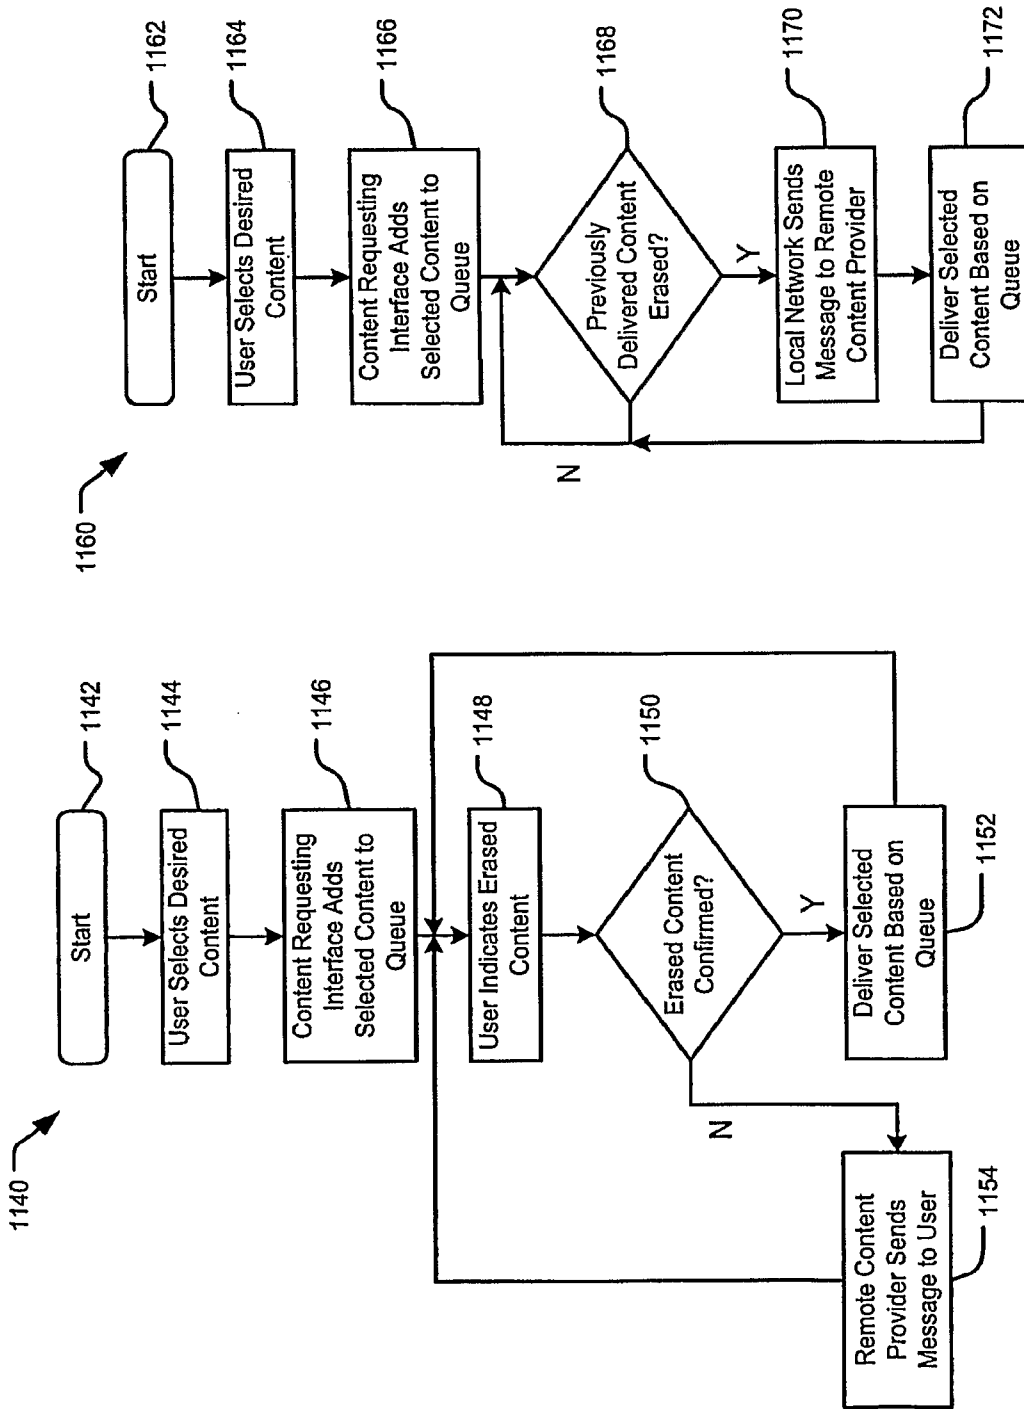 1140
Start
1142
User Selects Desired
Content
1144
Content Requesting
Interface Adds
Selected Content to
Queue
1146
User Indicates Erased
Content
1148
Erased Content
Confirmed?
1150
Y
N
Deliver Selected
Content Based on
Queue
1152
Remote Content
Provider Sends
Message to User
1154
1160
Start
1162
User Selects Desired
Content
1164
Content Requesting
Interface Adds
Selected Content to
Queue
1166
Previously
Delivered Content
Erased?
1168
N
Y
Local Network Sends
Message to Remote
Content Provider
1170
Deliver Selected
Content Based on
Queue
1172